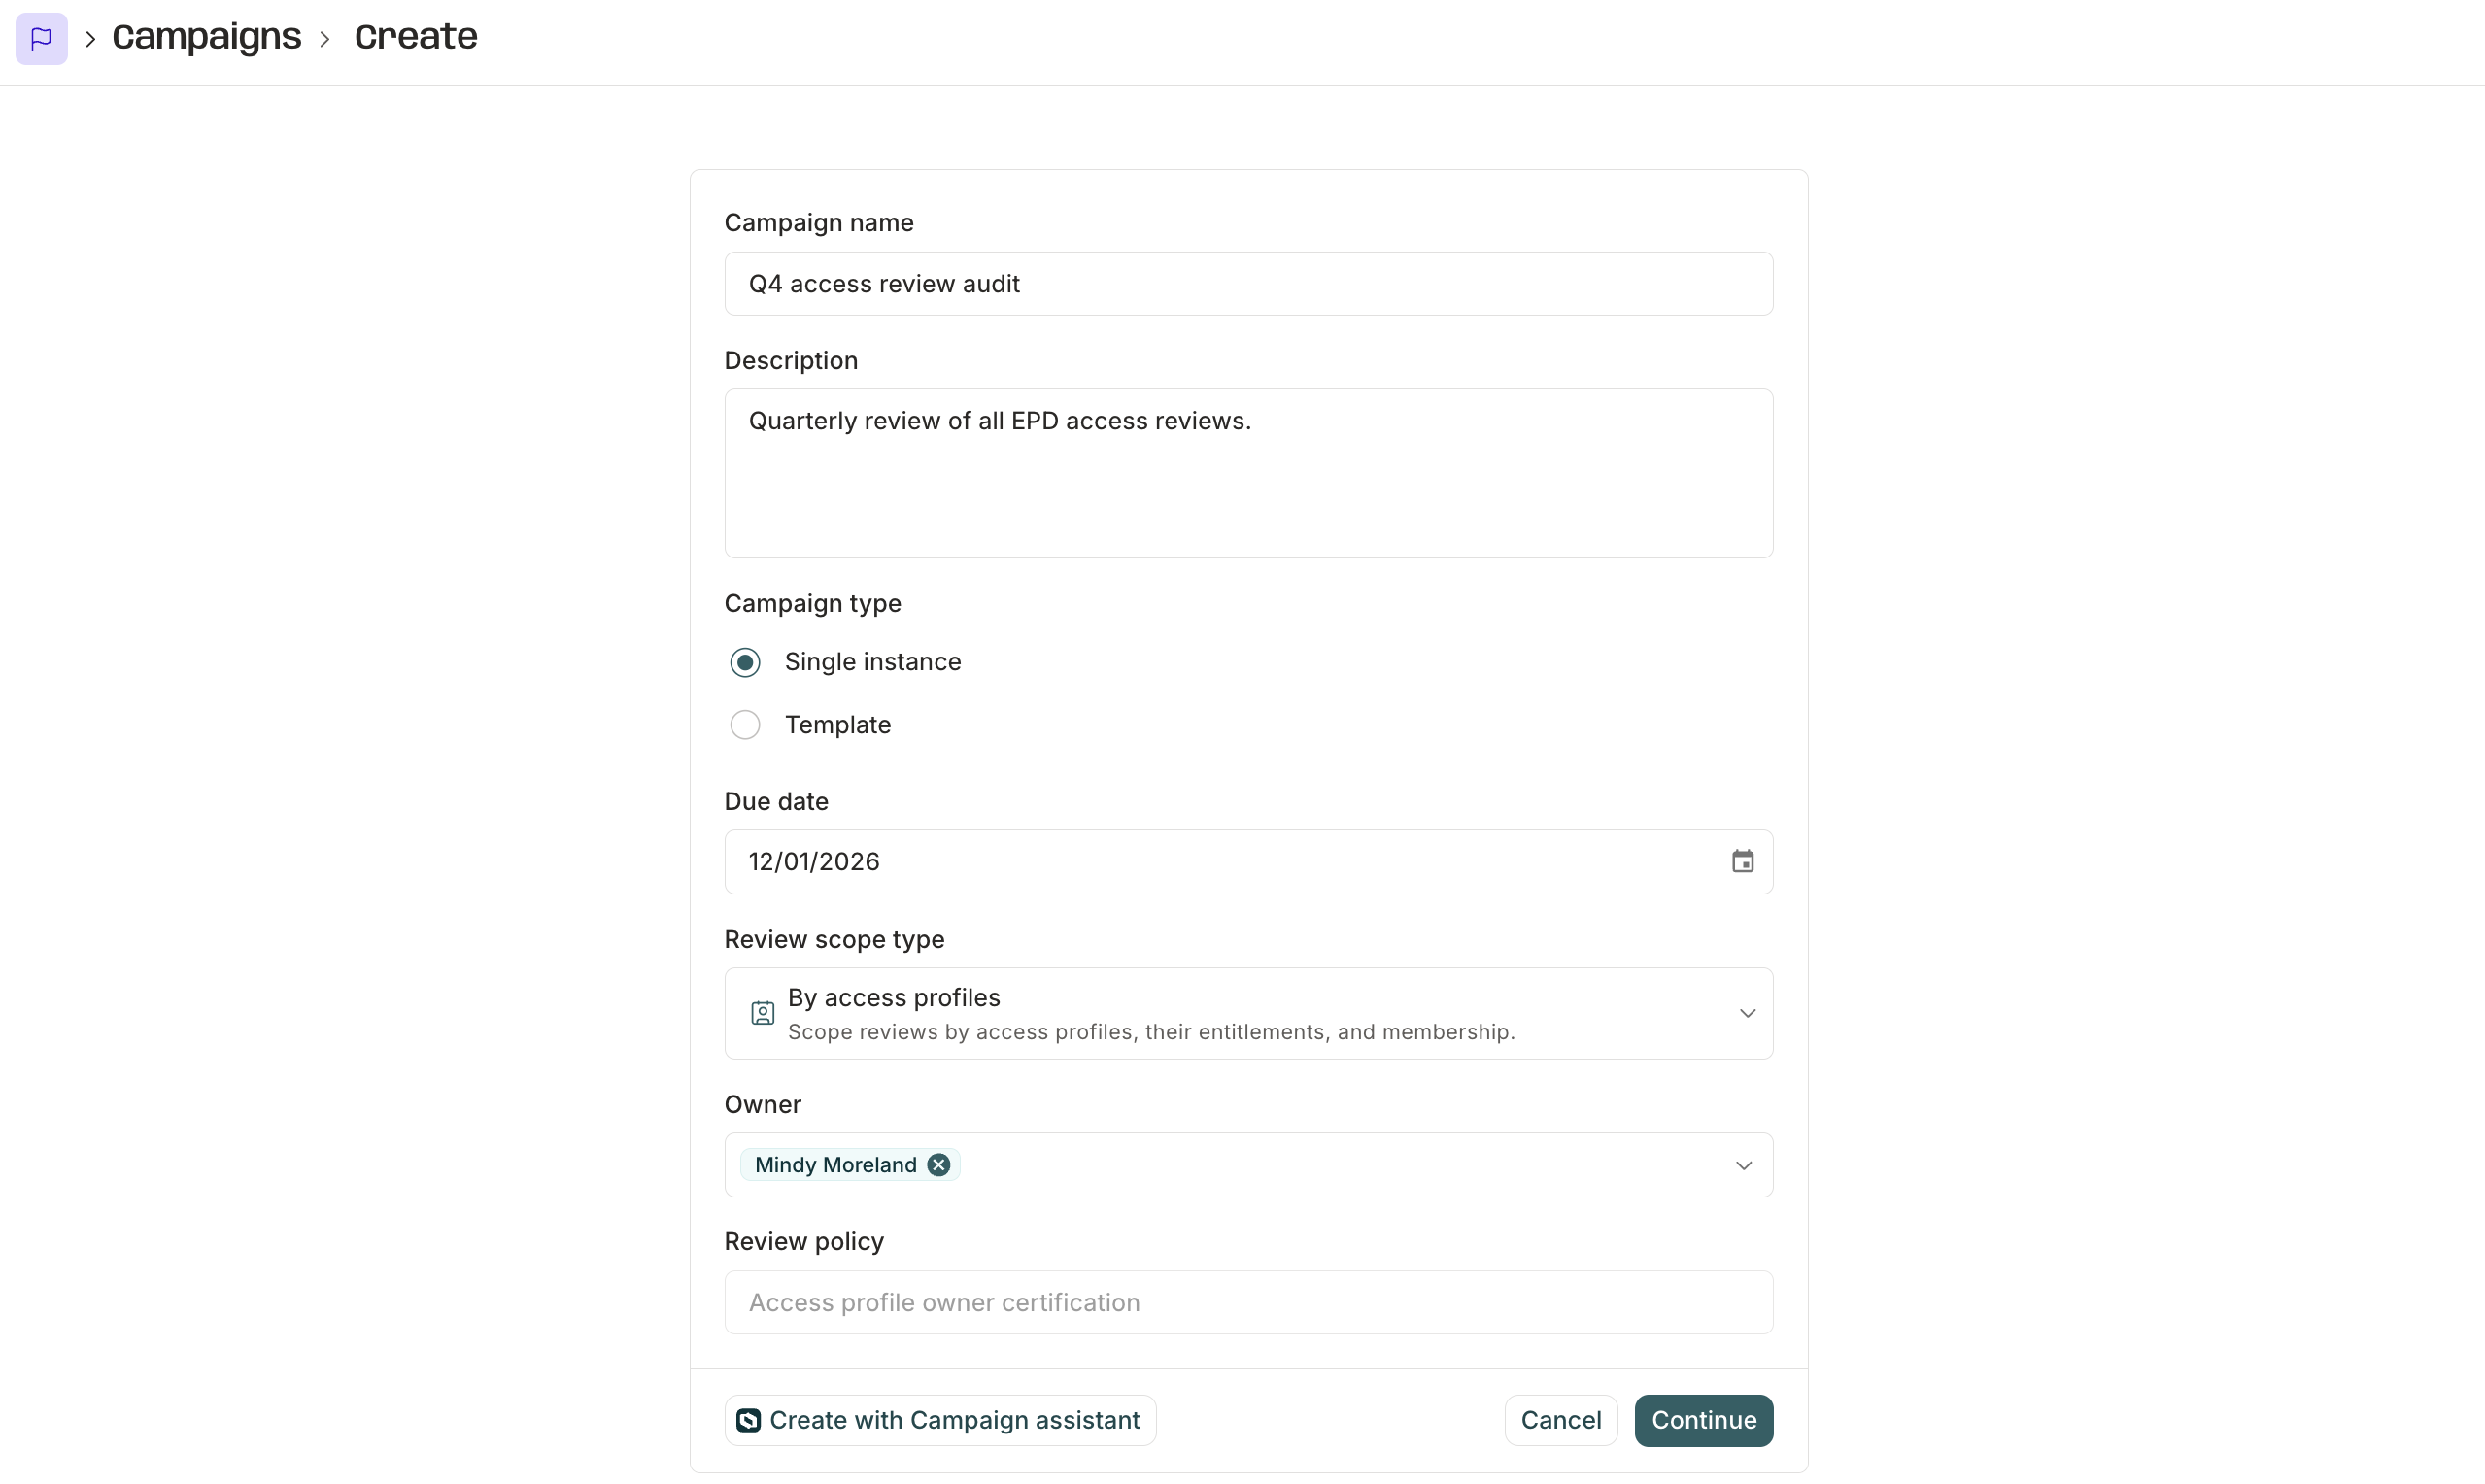 Campaigns > Create
Campaign name
Q4 access review audit
Description
Quarterly review of all EPD access reviews.
Campaign type
Single instance
Template
Due date
12/01/2026
Review scope type
By access profiles
Scope reviews by access profiles, their entitlements, and membership.
Owner
Mindy Moreland
Review policy
Access profile owner certification
Create with Campaign assistant
Cancel
Continue